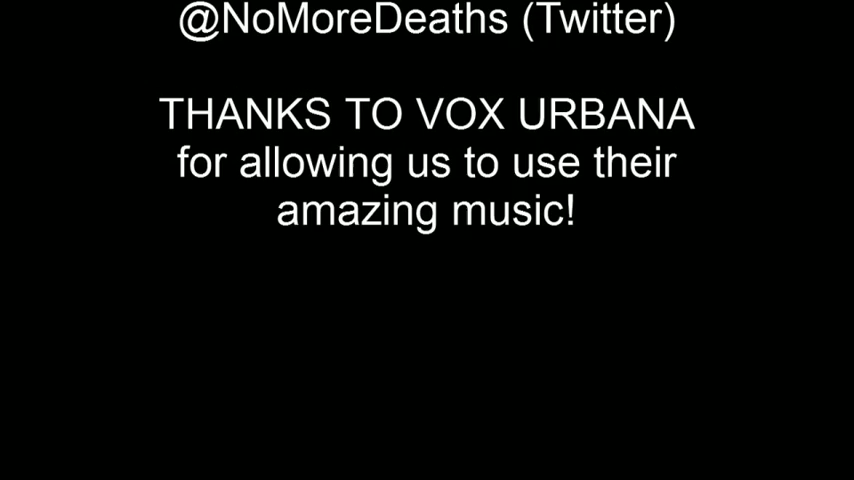 @NoMoreDeaths (Twitter)
THANKS TO VOX URBANA
for allowing us to use their
amazing music!